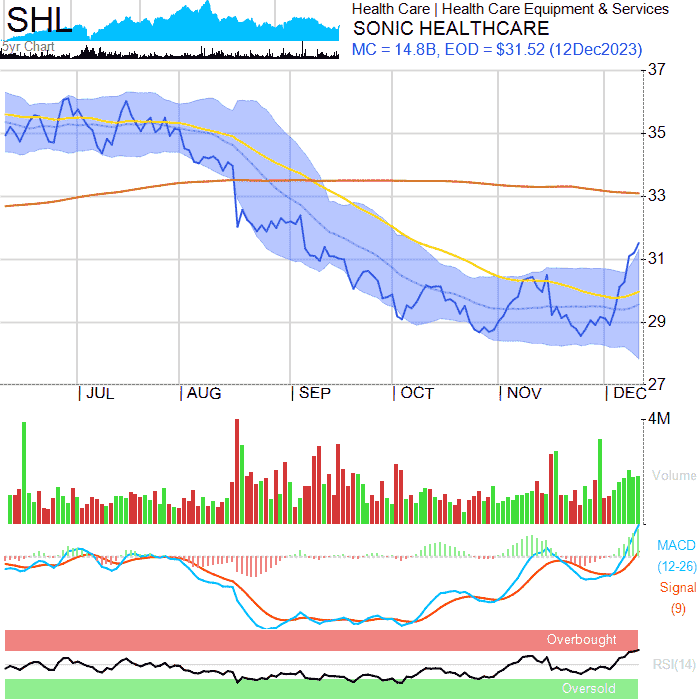 SHL
5yr Chart
Health Care | Health Care Equipment & Services
SONIC HEALTHCARE
MC = 14.8B, EOD = $31.52 (12Dec2023)
37
35
33
31
29
27
| JUL | AUG | SEP | OCT | NOV | DEC
4M
Volume
MACD
(12-26)
Signal
(9)
Overbought
RSI(14)
Oversold